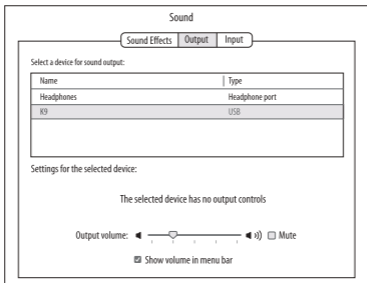 Sound
Sound Effects Output Input
Select a device for sound output:
Name Type
Headphones Headphone port
K9 USB
Settings for the selected device:
The selected device has no output controls
Output volume: Mute
Show volume in menu bar